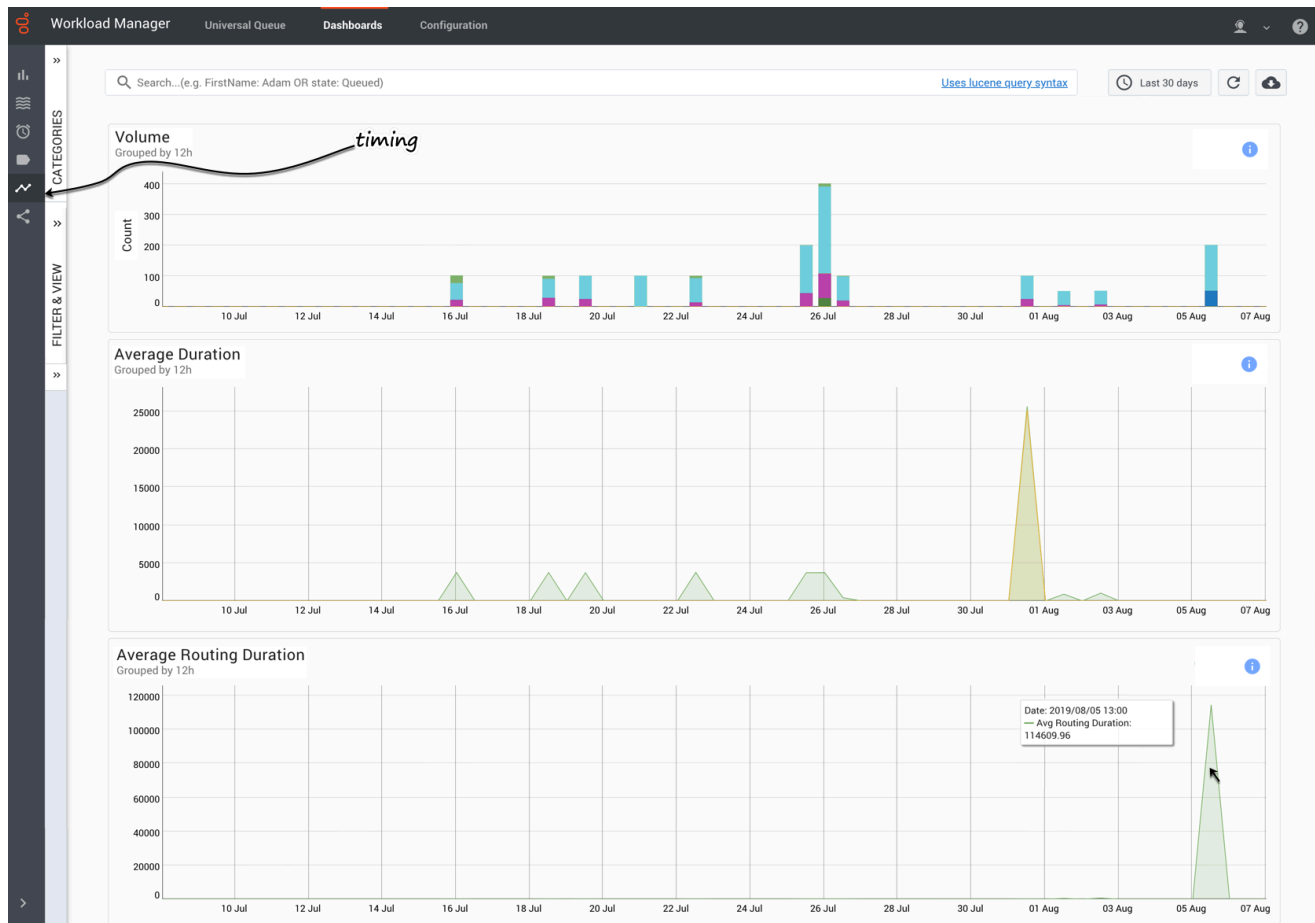 Workload Manager Universal Queue Dashboards Configuration
Search...(e.g. FirstName: Adam OR state: Queued) Uses lucene query syntax Last 30 days
CATEGORIES
FILTER & VIEW
timing
Volume
Grouped by 12h
Count
400
300
200
100
0
10 Jul 12 Jul 14 Jul 16 Jul 18 Jul 20 Jul 22 Jul 24 Jul 26 Jul 28 Jul 30 Jul 01 Aug 03 Aug 05 Aug 07 Aug
Average Duration
Grouped by 12h
25000
20000
15000
10000
5000
0
10 Jul 12 Jul 14 Jul 16 Jul 18 Jul 20 Jul 22 Jul 24 Jul 26 Jul 28 Jul 30 Jul 01 Aug 03 Aug 05 Aug 07 Aug
Average Routing Duration
Grouped by 12h
120000
100000
80000
60000
40000
20000
0
Date: 2019/08/05 13:00
— Avg Routing Duration:
114609.96
10 Jul 12 Jul 14 Jul 16 Jul 18 Jul 20 Jul 22 Jul 24 Jul 26 Jul 28 Jul 30 Jul 01 Aug 03 Aug 05 Aug 07 Aug